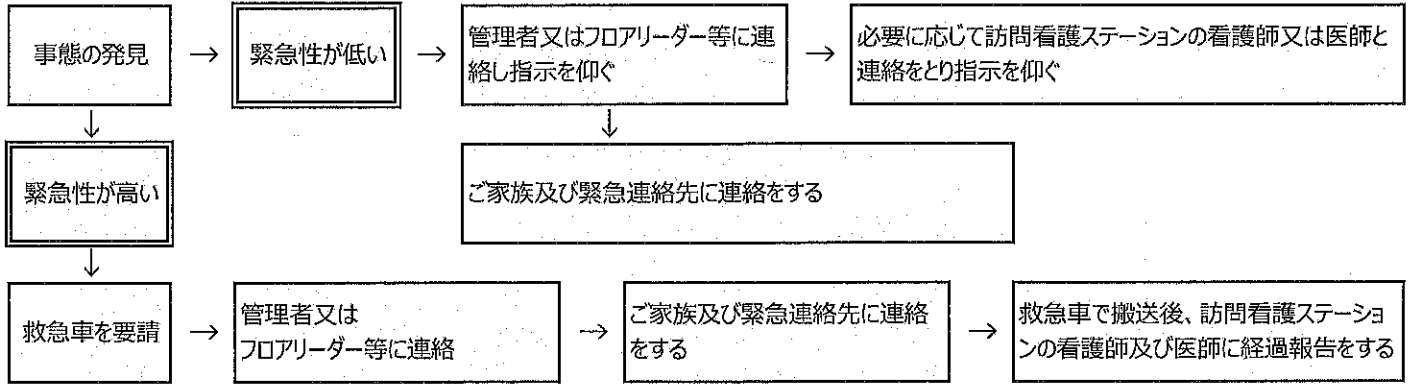 事態の発見 → 緊急性が低い → 管理者又はフロアリーダー等に連
絡し指示を仰ぐ → 必要に応じて訪問看護ステーションの看護師又は医師と
連絡をとり指示を仰ぐ
↓ ↓
緊急性が高い
ご家族及び緊急連絡先に連絡をする
↓
救急車を要請 → 管理者又は
フロアリーダー等に連絡 → ご家族及び緊急連絡先に連絡
をする → 救急車で搬送後、訪問看護ステーショ
ンの看護師及び医師に経過報告をする